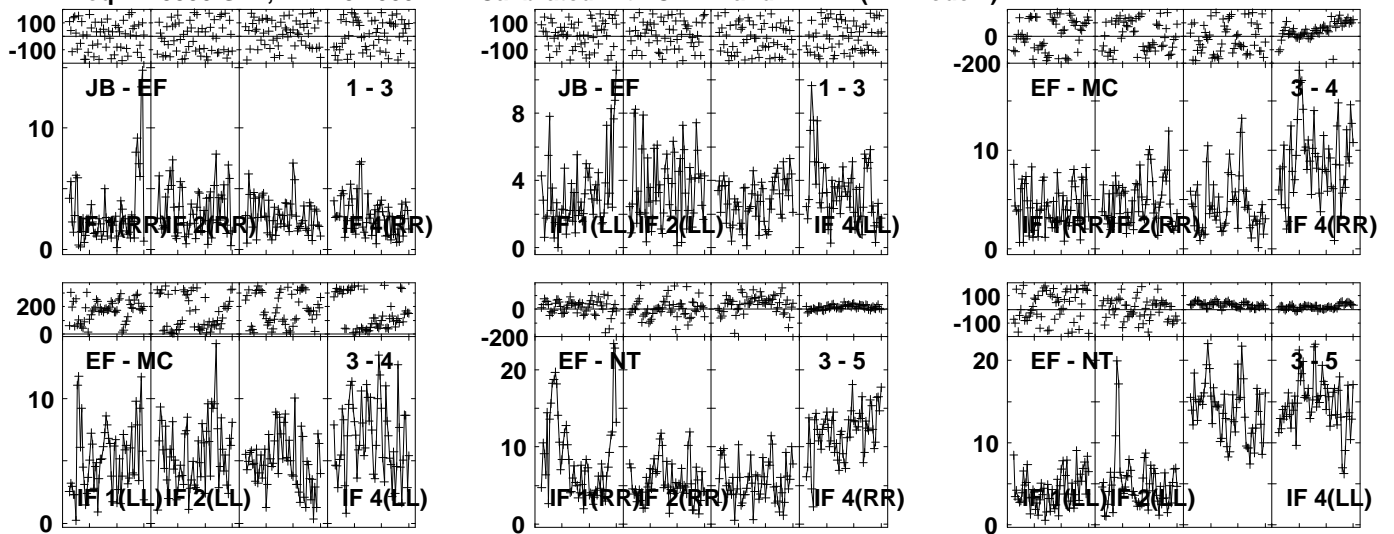 100
-100
JB - EF 1 - 3
10
0
IF 1(RR) IF 2(RR) IF 4(RR)
100
-100
JB - EF 1 - 3
8
4
0
IF 1(LL) IF 2(LL) IF 4(LL)
0
-200
EF - MC 3 - 4
10
0
IF 1(RR) IF 2(RR) IF 4(RR)
200
0
EF - MC 3 - 4
10
0
IF 1(LL) IF 2(LL) IF 4(LL)
0
-200
EF - NT 3 - 5
20
10
0
IF 1(RR) IF 2(RR) IF 4(RR)
100
-100
EF - NT 3 - 5
20
10
0
IF 1(LL) IF 2(LL) IF 4(LL)